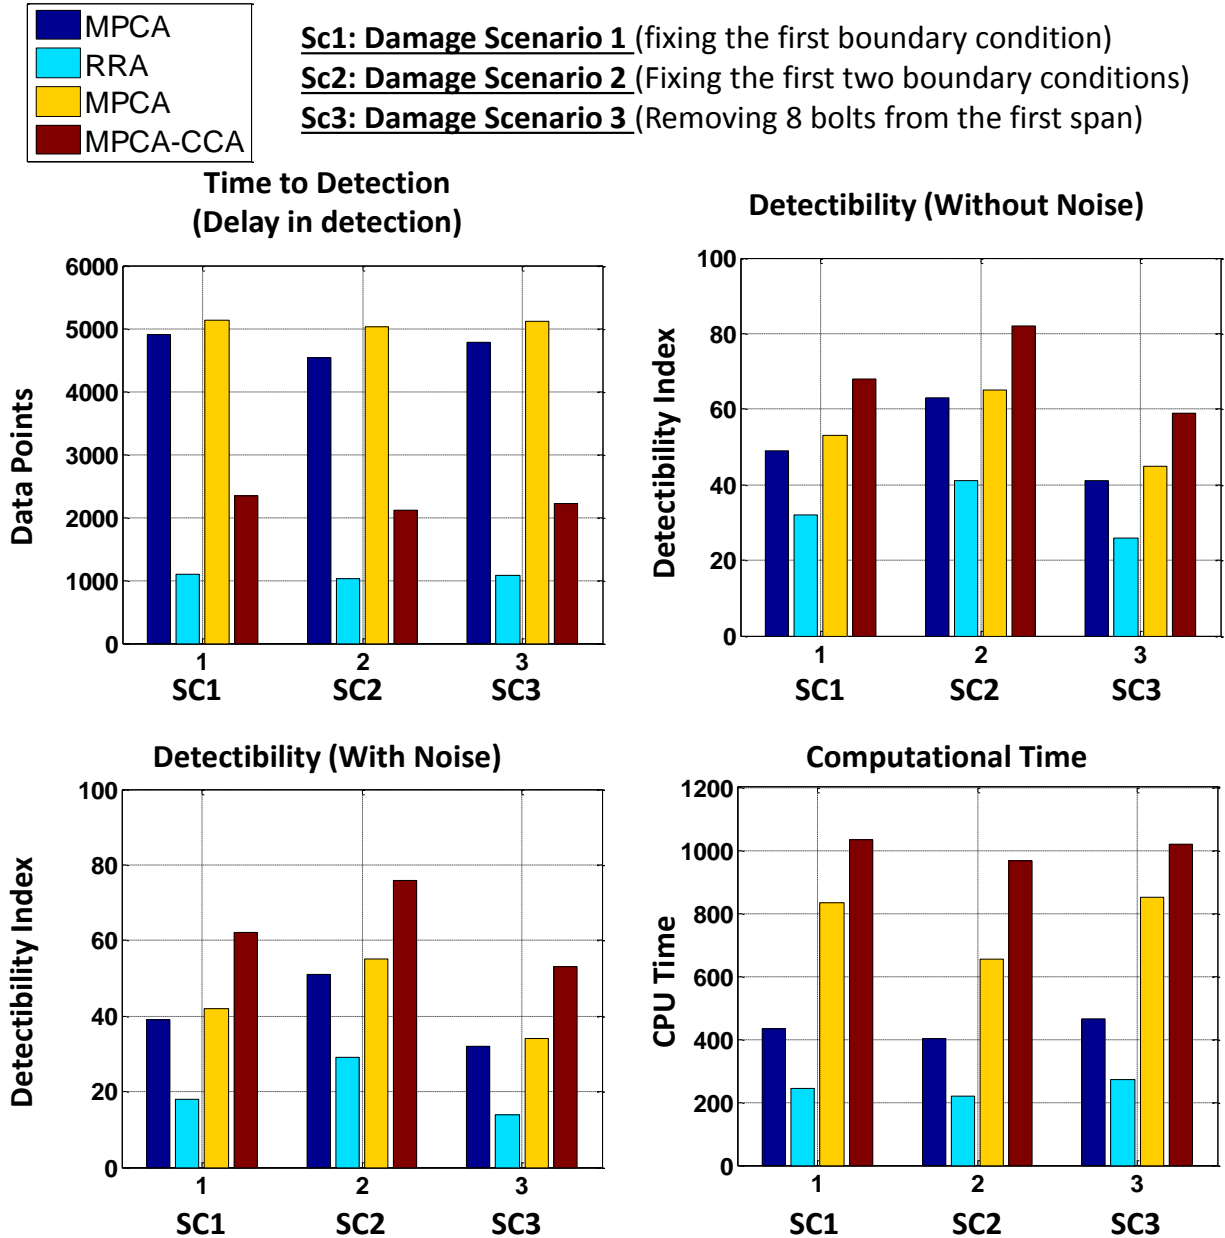 MPCA
RRA
MPCA
MPCA-CCA
Sc1: Damage Scenario 1 (fixing the first boundary condition)
Sc2: Damage Scenario 2 (Fixing the first two boundary conditions)
Sc3: Damage Scenario 3 (Removing 8 bolts from the first span)
Time to Detection
(Delay in detection)
6000
5000
4000
3000
2000
1000
0
Data Points
1
2
3
SC1
SC2
SC3
Detectibility (Without Noise)
100
80
60
40
20
0
Detectibility Index
1
2
3
SC1
SC2
SC3
Detectibility (With Noise)
100
80
60
40
20
0
Detectibility Index
1
2
3
SC1
SC2
SC3
Computational Time
1200
1000
800
600
400
200
0
CPU Time
1
2
3
SC1
SC2
SC3